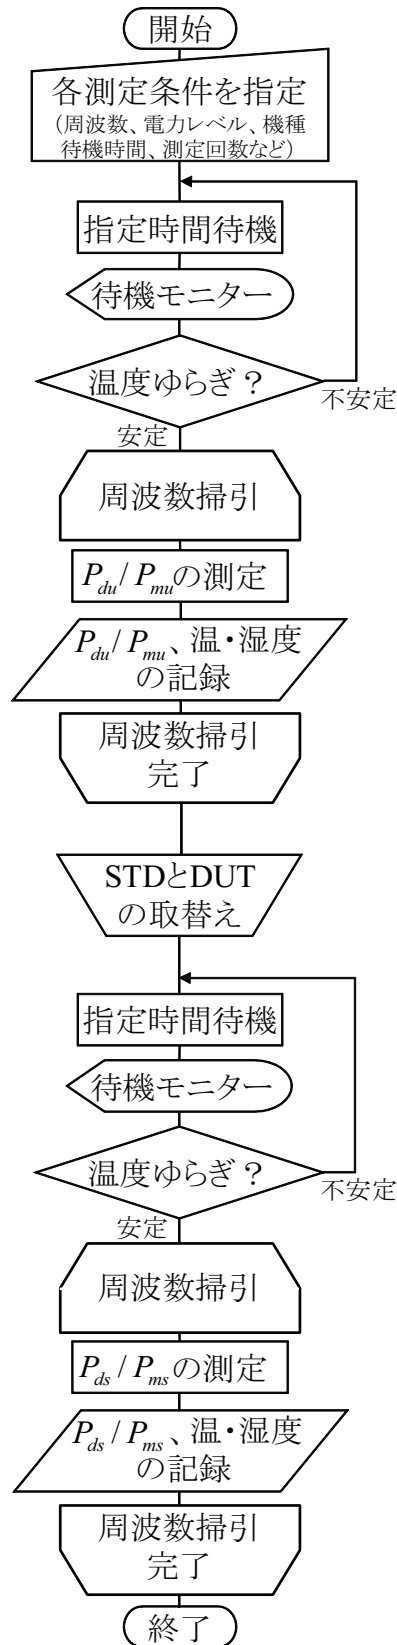 開始
各測定条件を指定
（周波数、電力レベル、機種
待機時間、測定回数など）
指定時間待機
待機モニター
温度ゆらぎ？
不安定
安定
周波数掃引
Pdu / Pmuの測定
Pdu / Pmu、温・湿度
の記録
周波数掃引
完了
STDとDUT
の取替え
指定時間待機
待機モニター
温度ゆらぎ？
不安定
安定
周波数掃引
Pds / Pmsの測定
Pds / Pms、温・湿度
の記録
周波数掃引
完了
終了